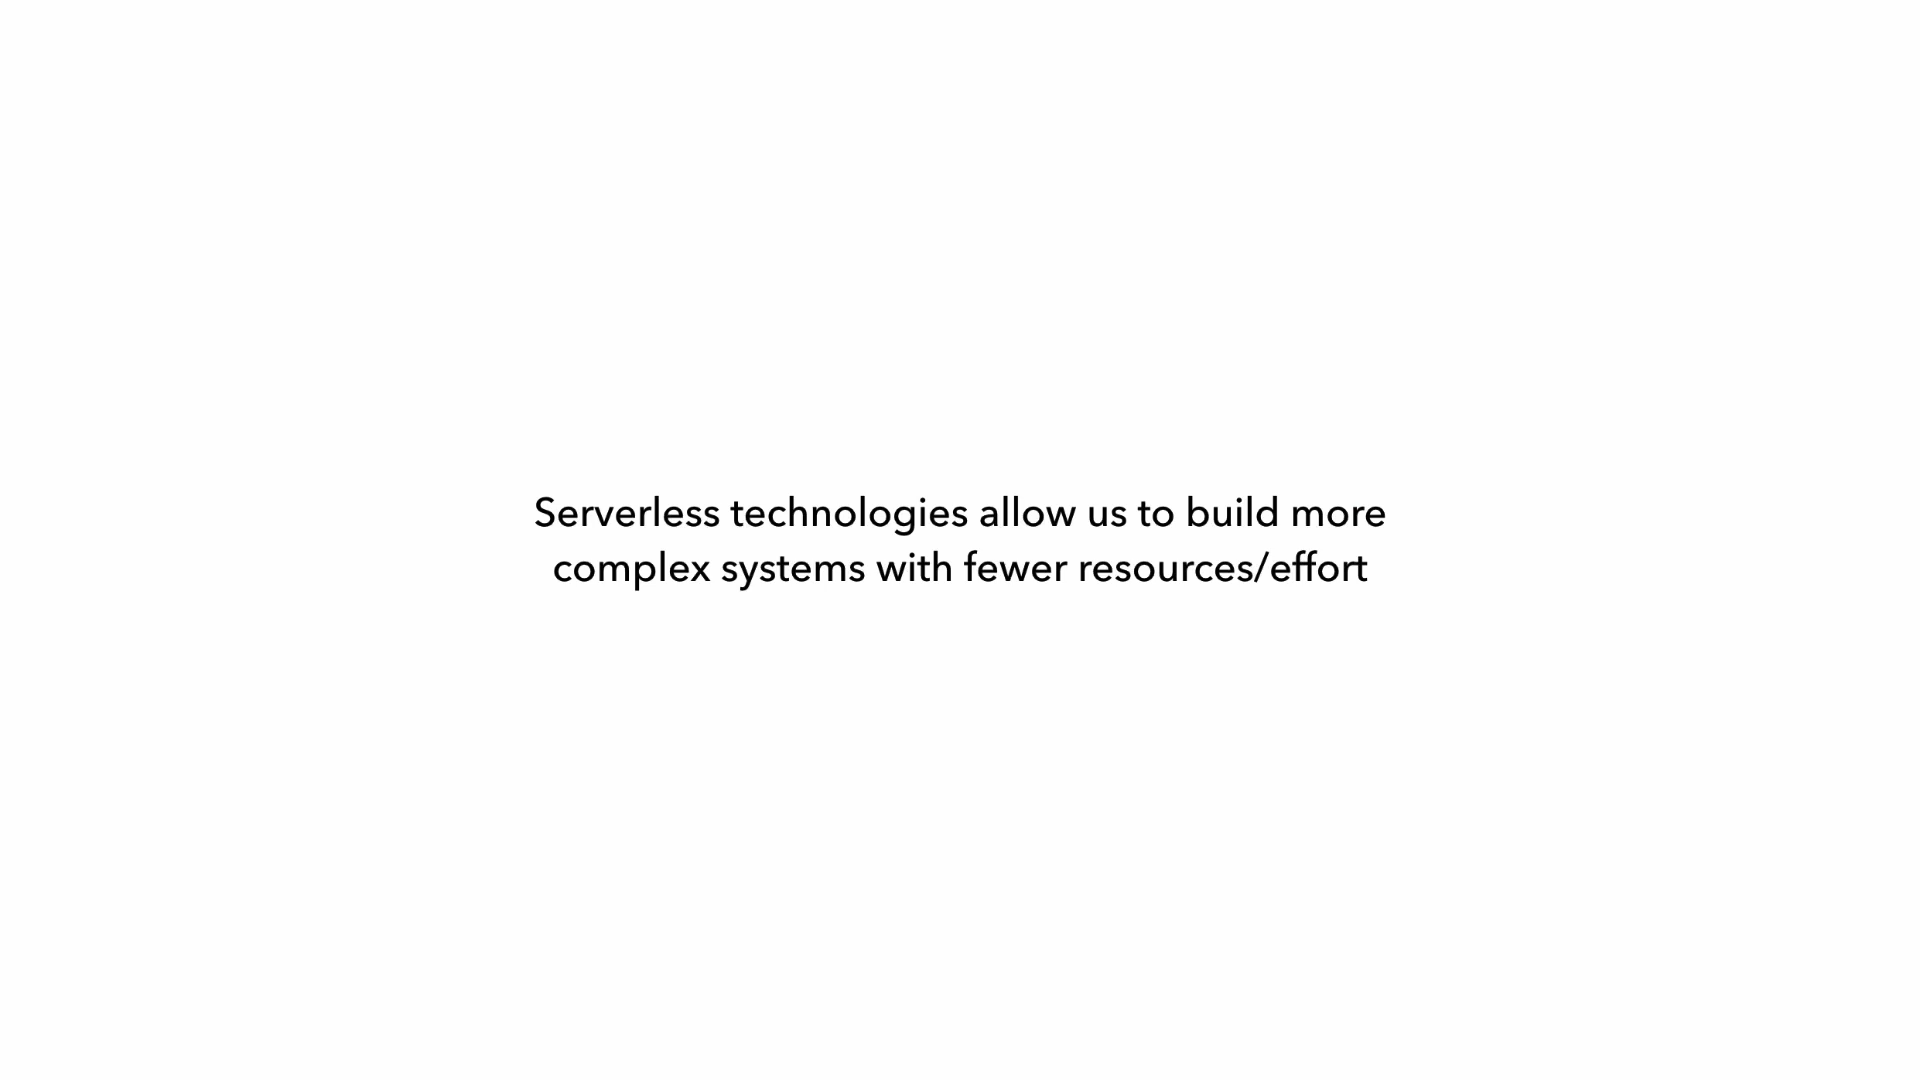 Serverless technologies allow us to build more
complex systems with fewer resources/effort